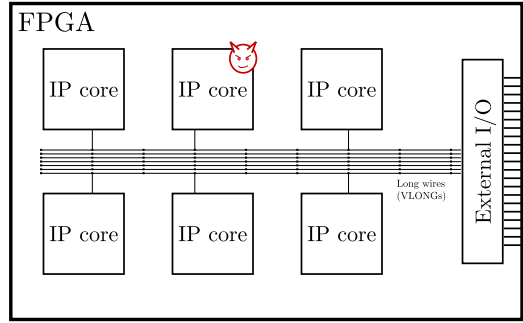 FPGA
IP core
IP core
IP core
External I/O
Long wires
(VLONGs)
IP core
IP core
IP core